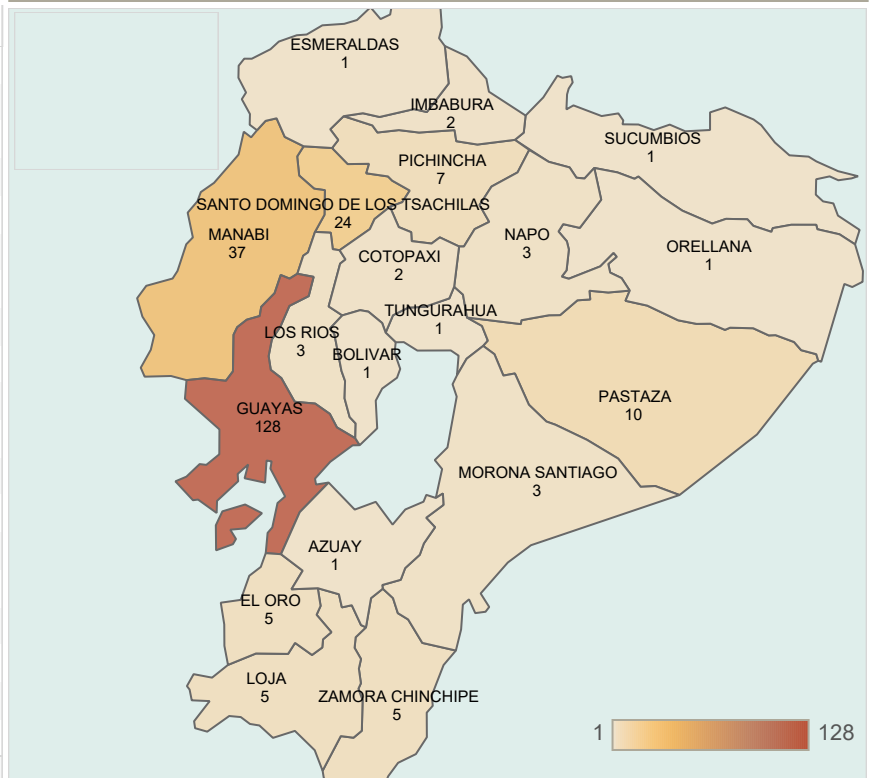 ESMERALDAS
1
IMBABURA
2
SUCUMBIOS
1
PICHINCHA
7
SANTO DOMINGO DE LOS TSACHILAS
24
MANABI
37
NAPO
3
ORELLANA
1
COTOPAXI
2
TUNGURAHUA
1
LOS RIOS
3
BOLIVAR
1
PASTAZA
10
GUAYAS
128
MORONA SANTIAGO
3
AZUAY
1
EL ORO
5
LOJA
5
ZAMORA CHINCHIPE
5
1 128